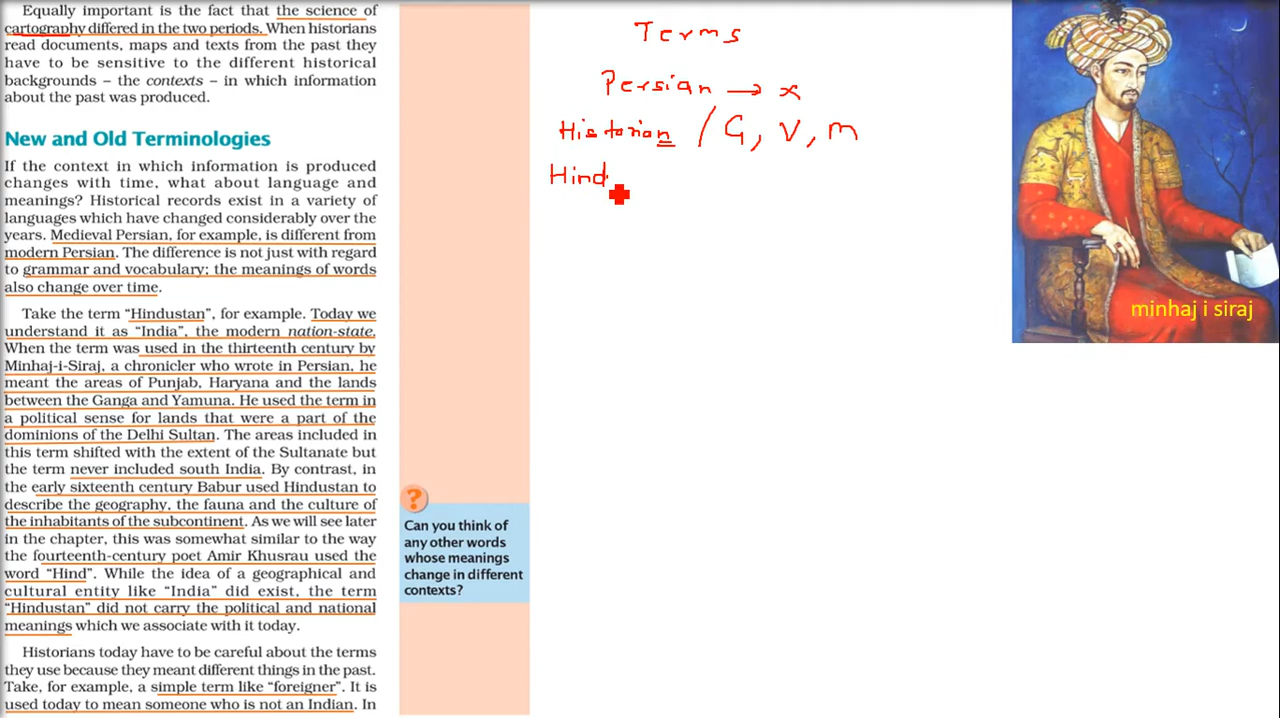 Equally important is the fact that the science of
cartography differed in the two periods. When historians
read documents, maps and texts from the past they
have to be sensitive to the different historical
backgrounds – the contexts – in which information
about the past was produced.
New and Old Terminologies
If the context in which information is produced
changes with time, what about language and
meanings? Historical records exist in a variety of
languages which have changed considerably over the
years. Medieval Persian, for example, is different from
modern Persian. The difference is not just with regard
to grammar and vocabulary; the meanings of words
also change over time.
Take the term “Hindustan”, for example. Today we
understand it as “India”, the modern nation-state.
When the term was used in the thirteenth century by
Minhaj-i-Siraj, a chronicler who wrote in Persian, he
meant the areas of Punjab, Haryana and the lands
between the Ganga and Yamuna. He used the term in
a political sense for lands that were a part of the
dominions of the Delhi Sultan. The areas included in
this term shifted with the extent of the Sultanate but
the term never included south India. By contrast, in
the early sixteenth century Babur used Hindustan to
describe the geography, the fauna and the culture of
the inhabitants of the subcontinent. As we will see later
in the chapter, this was somewhat similar to the way
the fourteenth-century poet Amir Khusrau used the
word “Hind”. While the idea of a geographical and
cultural entity like “India” did exist, the term
“Hindustan” did not carry the political and national
meanings which we associate with it today.
Historians today have to be careful about the terms
they use because they meant different things in the past.
Take, for example, a simple term like “foreigner”. It is
used today to mean someone who is not an Indian. In
?
Can you think of
any other words
whose meanings
change in different
contexts?
Terms
Persian → x
Historian / G, V, M
Hind
minhaj i siraj